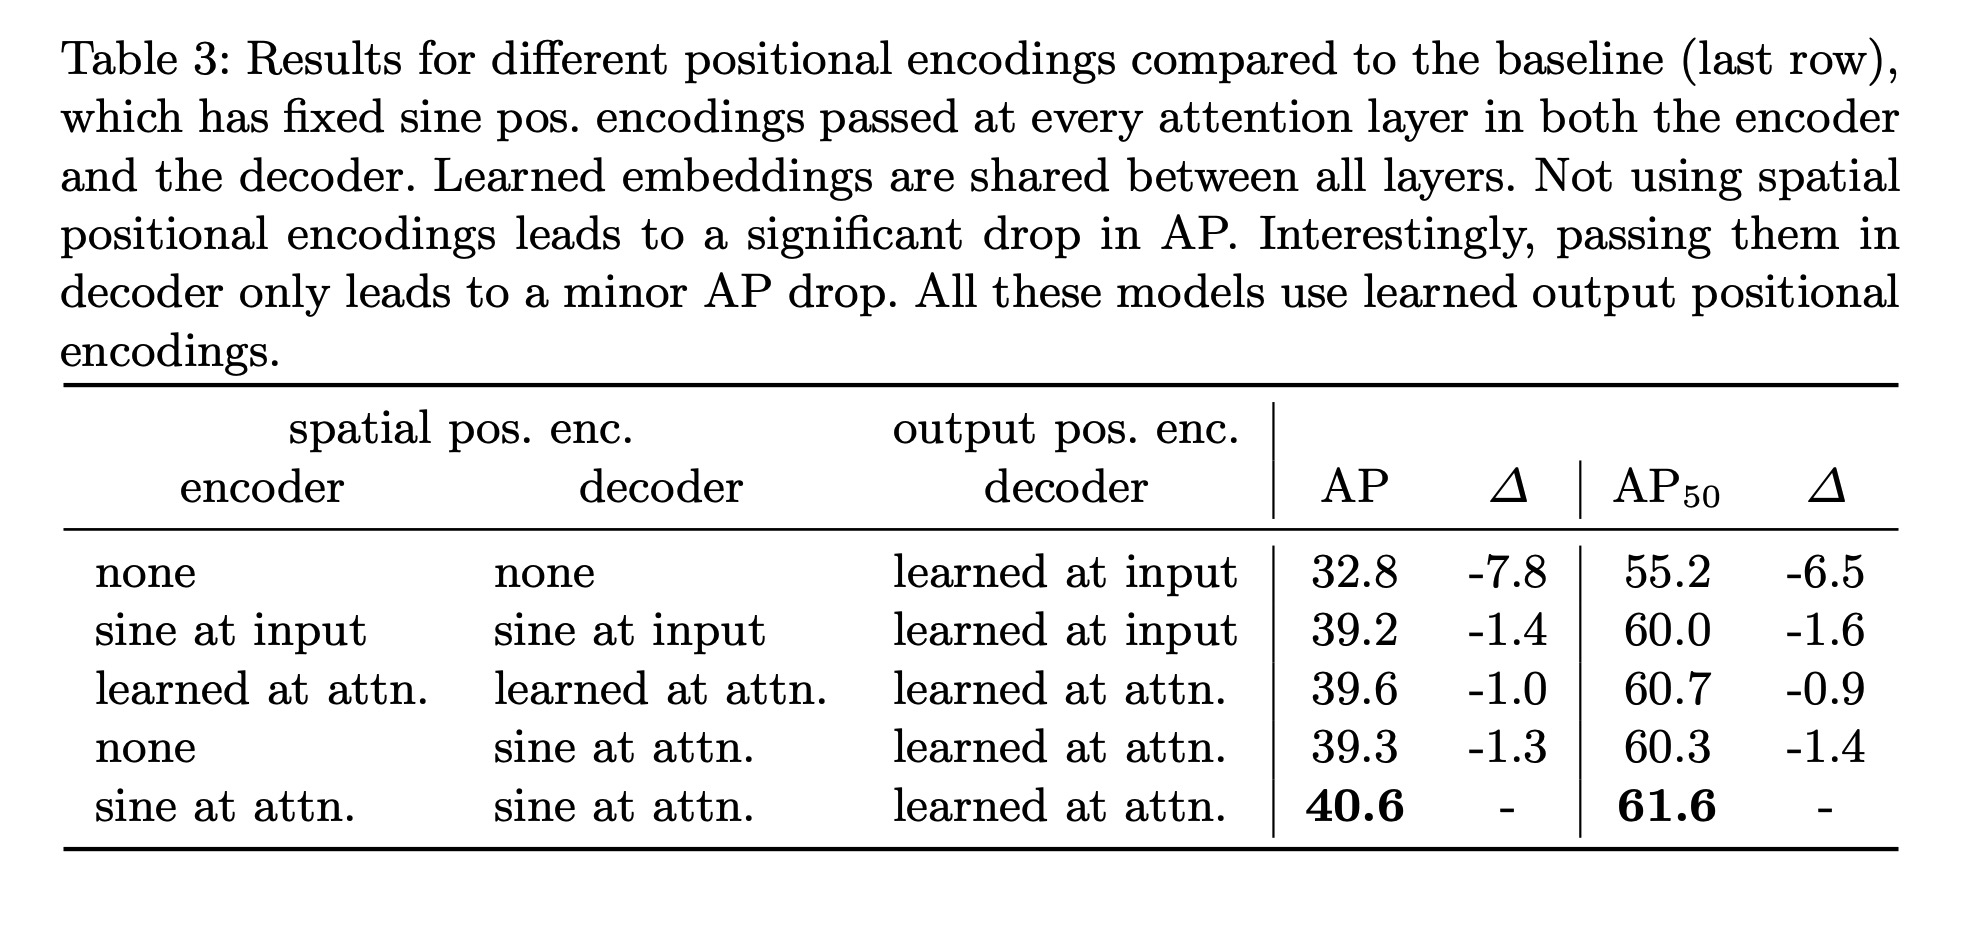 Table 3: Results for different positional encodings compared to the baseline (last row),
which has fixed sine pos. encodings passed at every attention layer in both the encoder
and the decoder. Learned embeddings are shared between all layers. Not using spatial
positional encodings leads to a significant drop in AP. Interestingly, passing them in
decoder only leads to a minor AP drop. All these models use learned output positional
encodings.
spatial pos. enc. output pos. enc.
encoder decoder decoder AP Δ AP₅₀ Δ
none none learned at input 32.8 -7.8 55.2 -6.5
sine at input sine at input learned at input 39.2 -1.4 60.0 -1.6
learned at attn. learned at attn. learned at attn. 39.6 -1.0 60.7 -0.9
none sine at attn. learned at attn. 39.3 -1.3 60.3 -1.4
sine at attn. sine at attn. learned at attn. 40.6 - 61.6 -